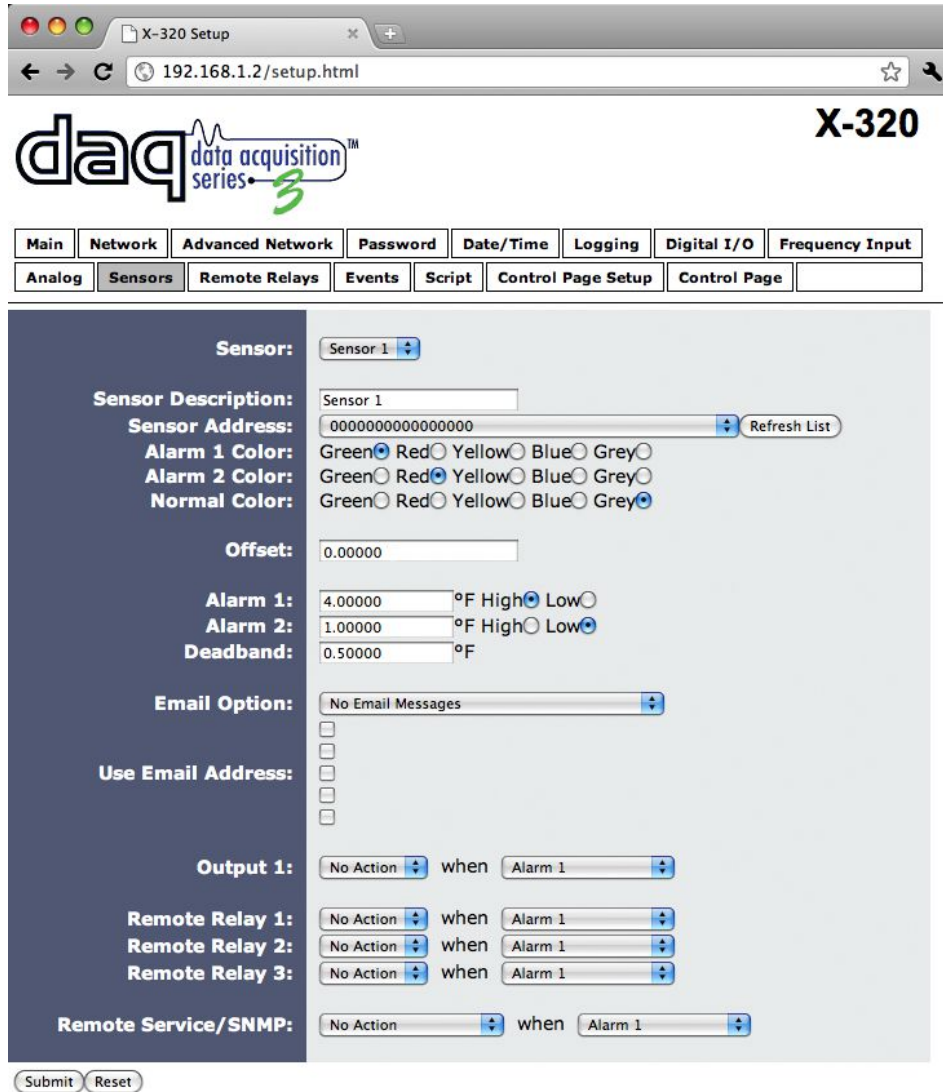 X-320 Setup
192.168.1.2/setup.html
X-320
daq data acquisition series 3 TM
Main Network Advanced Network Password Date/Time Logging Digital I/O Frequency Input
Analog Sensors Remote Relays Events Script Control Page Setup Control Page
Sensor: Sensor 1
Sensor Description: Sensor 1
Sensor Address: 0000000000000000 Refresh List
Alarm 1 Color: Green Red Yellow Blue Grey
Alarm 2 Color: Green Red Yellow Blue Grey
Normal Color: Green Red Yellow Blue Grey
Offset: 0.00000
Alarm 1: 4.00000 °F High Low
Alarm 2: 1.00000 °F High Low
Deadband: 0.50000 °F
Email Option: No Email Messages
Use Email Address:
Output 1: No Action when Alarm 1
Remote Relay 1: No Action when Alarm 1
Remote Relay 2: No Action when Alarm 1
Remote Relay 3: No Action when Alarm 1
Remote Service/SNMP: No Action when Alarm 1
Submit Reset